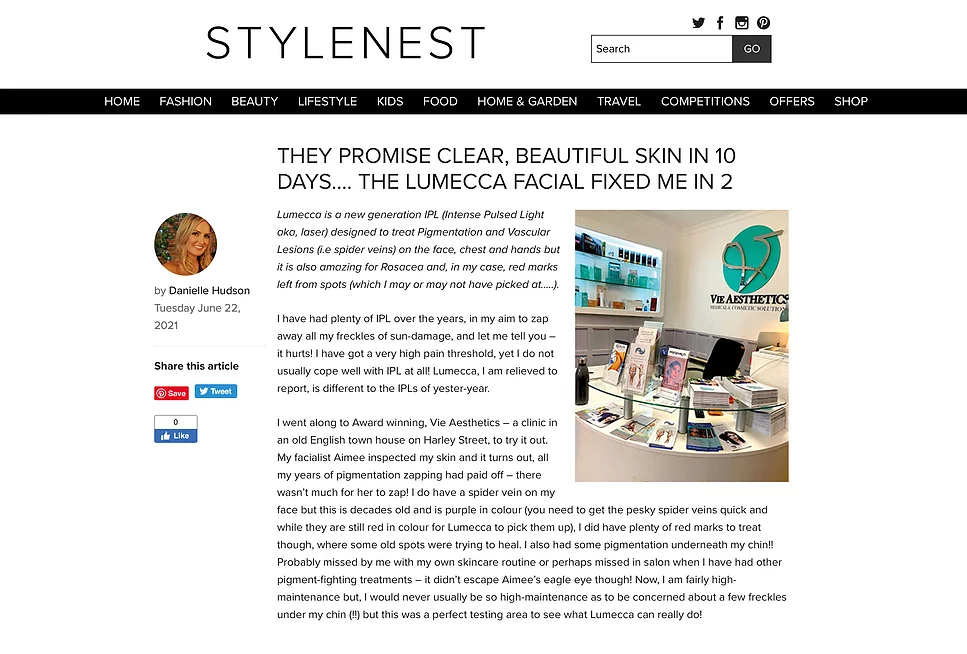 STYLENEST
Search
GO
HOME FASHION BEAUTY LIFESTYLE KIDS FOOD HOME & GARDEN TRAVEL COMPETITIONS OFFERS SHOP
THEY PROMISE CLEAR, BEAUTIFUL SKIN IN 10
DAYS.... THE LUMECCA FACIAL FIXED ME IN 2
by Danielle Hudson
Tuesday June 22,
2021
Share this article
Save
Tweet
0
Like
Lumecca is a new generation IPL (Intense Pulsed Light
aka, laser) designed to treat Pigmentation and Vascular
Lesions (i.e spider veins) on the face, chest and hands but
it is also amazing for Rosacea and, in my case, red marks
left from spots (which I may or may not have picked at.....).
VIE AESTHETICS
MEDICAL & COSMETIC SOLUTION
I have had plenty of IPL over the years, in my aim to zap
away all my freckles of sun-damage, and let me tell you –
it hurts! I have got a very high pain threshold, yet I do not
usually cope well with IPL at all! Lumecca, I am relieved to
report, is different to the IPLs of yester-year.
I went along to Award winning, Vie Aesthetics – a clinic in
an old English town house on Harley Street, to try it out.
My facialist Aimee inspected my skin and it turns out, all
my years of pigmentation zapping had paid off – there
wasn't much for her to zap! I do have a spider vein on my
face but this is decades old and is purple in colour (you need to get the pesky spider veins quick and
while they are still red in colour for Lumecca to pick them up), I did have plenty of red marks to treat
though, where some old spots were trying to heal. I also had some pigmentation underneath my chin!!
Probably missed by me with my own skincare routine or perhaps missed in salon when I have had other
pigment-fighting treatments – it didn't escape Aimee's eagle eye though! Now, I am fairly high-
maintenance but, I would never usually be so high-maintenance as to be concerned about a few freckles
under my chin (!!) but this was a perfect testing area to see what Lumecca can really do!